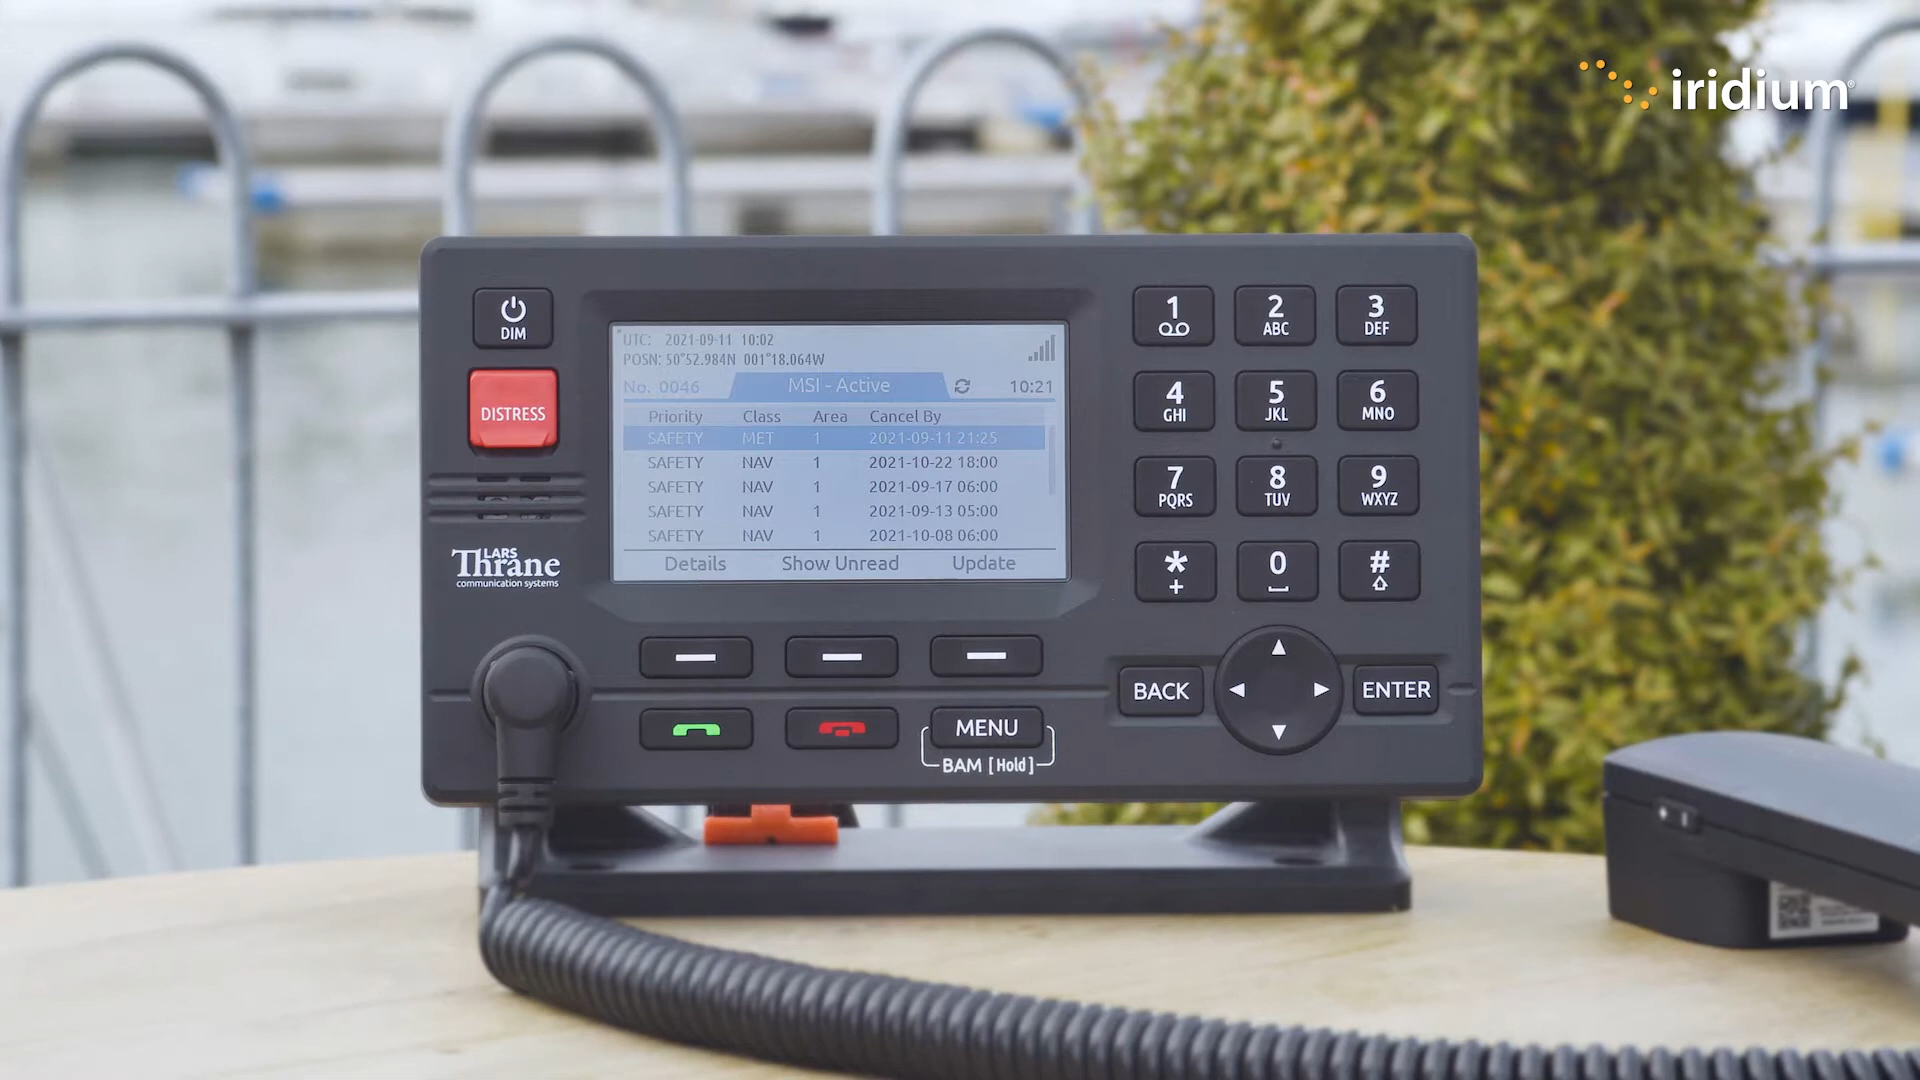 iridium
DIM
DISTRESS
LARS
Thrane
communication systems
UTC: 2021-09-11 10:02
POSN: 50°52.984N 001°18.064W
No. 0046 MSI - Active 10:21
Priority Class Area Cancel By
SAFETY MET 1 2021-09-11 21:25
SAFETY NAV 1 2021-10-22 18:00
SAFETY NAV 1 2021-09-17 06:00
SAFETY NAV 1 2021-09-13 05:00
SAFETY NAV 1 2021-10-08 06:00
Details Show Unread Update
1 2 3
ABC DEF
4 5 6
GHI JKL MNO
7 8 9
PQRS TUV WXYZ
* 0 #
+
BACK ENTER
MENU
BAM [Hold]